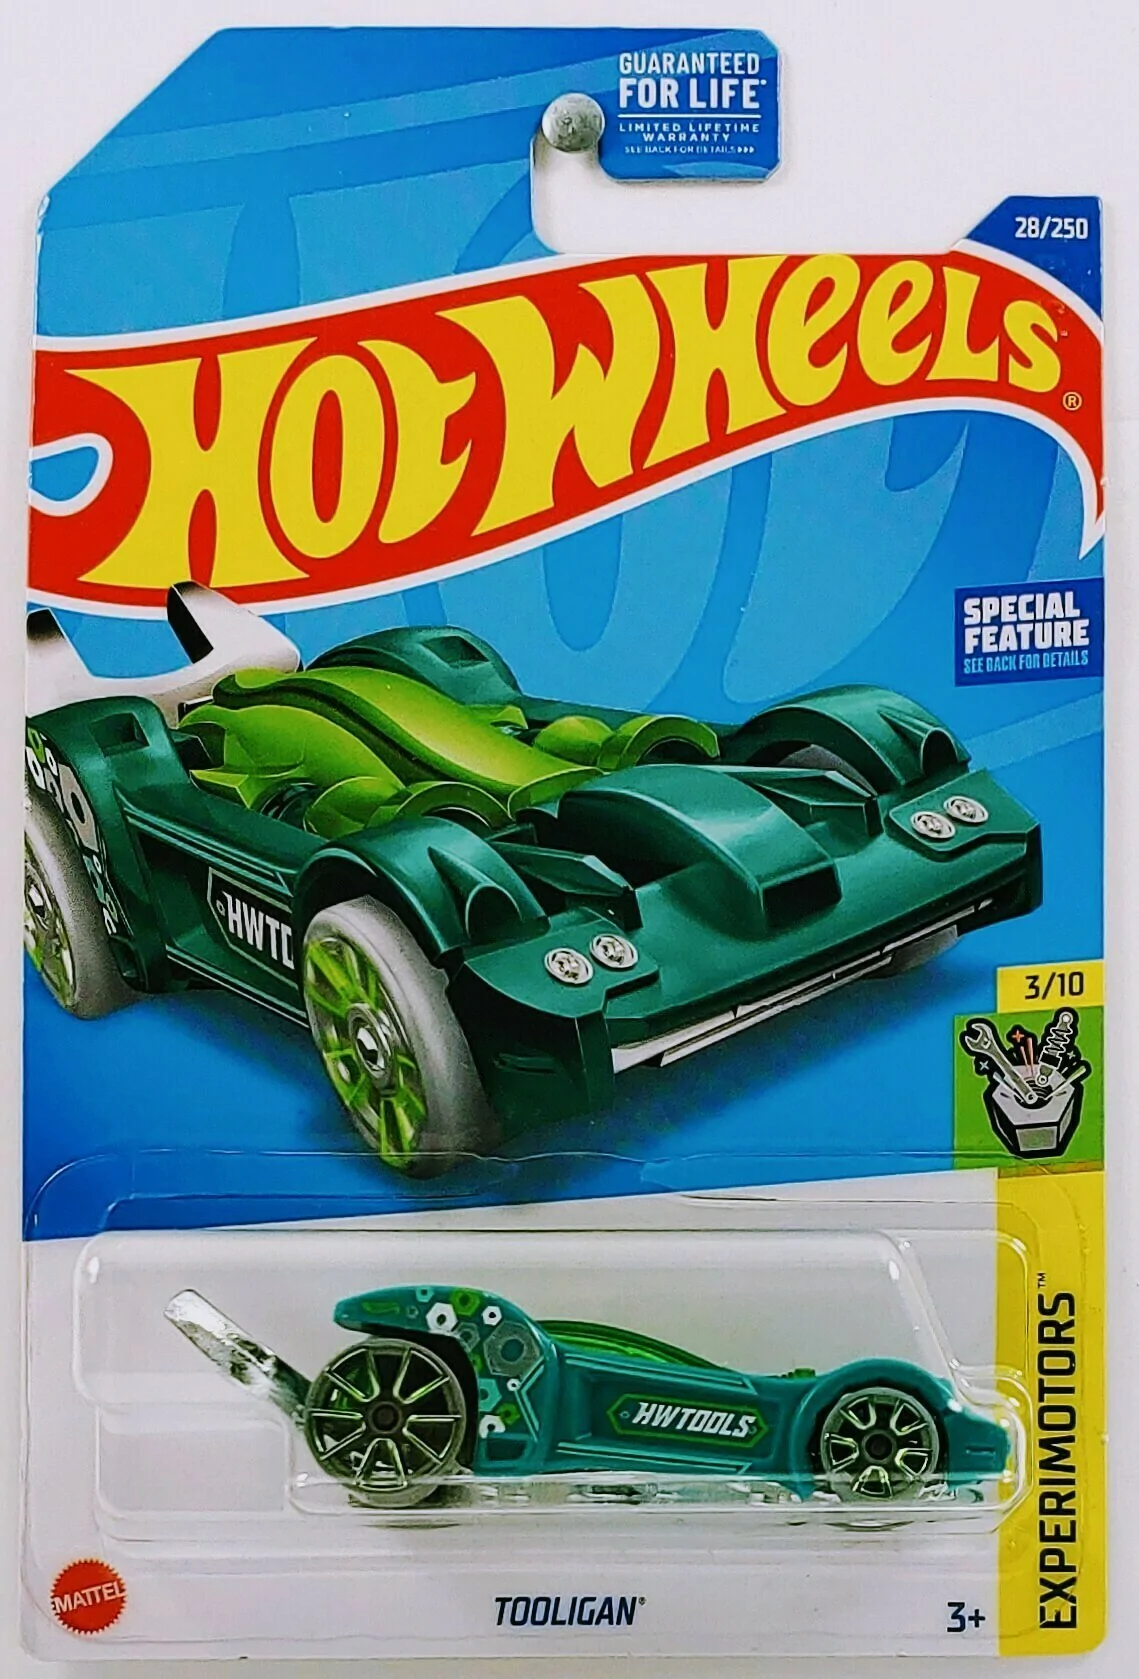 GUARANTEED
FOR LIFE*
LIMITED LIFETIME
WARRANTY
SEE BACK FOR DETAILS
28/250
HOT WHEELS®
SPECIAL
FEATURE
SEE BACK FOR DETAILS
HWTO
3/10
EXPERIMOTORS™
HWTOOLS
MATTEL
TOOLIGAN®
3+